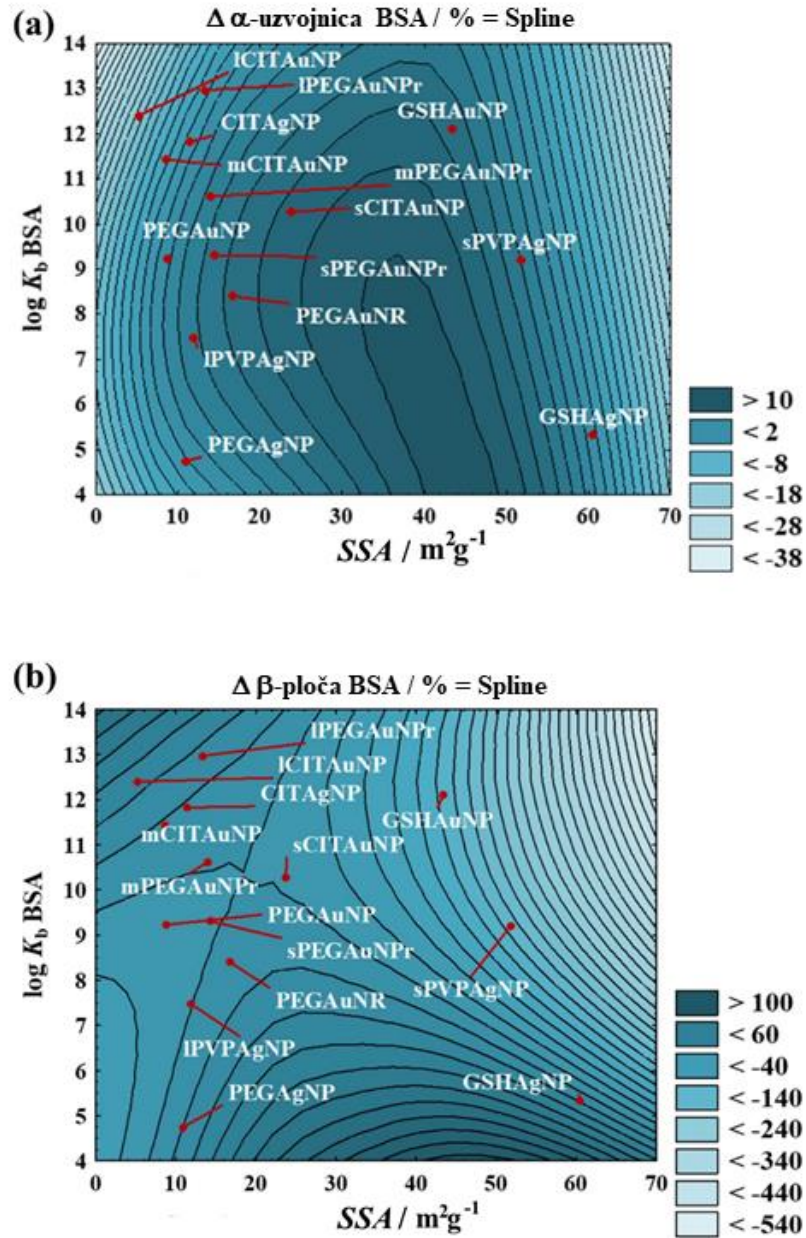 (a)
Δ α-uzvojnica BSA / % = Spline
log Kb BSA
14
13
12
11
10
9
8
7
6
5
4
lCITAuNP
lPEGAuNPr
CITAgNP
GSHAuNP
mCITAuNP
mPEGAuNPr
sCITAuNP
PEGAuNP
sPVPAgNP
sPEGAuNPr
PEGAuNR
lPVPAgNP
GSHAgNP
PEGAgNP
0 10 20 30 40 50 60 70
SSA / m²g⁻¹
> 10
< 2
< -8
< -18
< -28
< -38
(b)
Δ β-ploča BSA / % = Spline
log Kb BSA
14
13
12
11
10
9
8
7
6
5
4
lPEGAuNPr
lCITAuNP
CITAgNP
GSHAuNP
mCITAuNP
sCITAuNP
mPEGAuNPr
PEGAuNP
sPEGAuNPr
sPVPAgNP
PEGAuNR
lPVPAgNP
GSHAgNP
PEGAgNP
0 10 20 30 40 50 60 70
SSA / m²g⁻¹
> 100
< 60
< -40
< -140
< -240
< -340
< -440
< -540